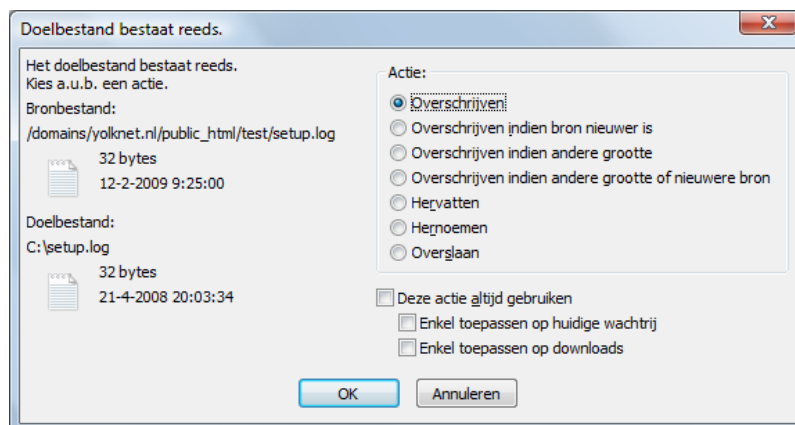 Doelbestand bestaat reeds.
Het doelbestand bestaat reeds.
Kies a.u.b. een actie.
Bronbestand:
/domains/yolknet.nl/public_html/test/setup.log
32 bytes
12-2-2009 9:25:00
Doelbestand:
C:\setup.log
32 bytes
21-4-2008 20:03:34
Actie:
Overschrijven
Overschrijven indien bron nieuwer is
Overschrijven indien andere grootte
Overschrijven indien andere grootte of nieuwere bron
Hervatten
Hernoemen
Overslaan
Deze actie altijd gebruiken
Enkel toepassen op huidige wachtrij
Enkel toepassen op downloads
OK
Annuleren